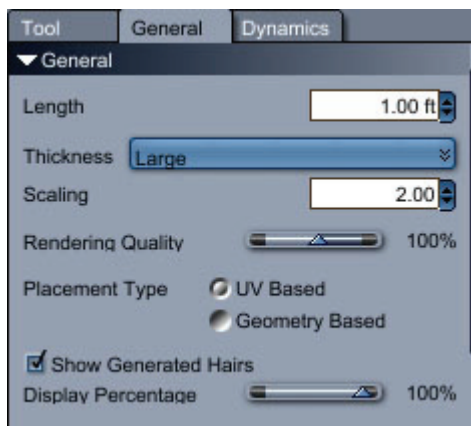 Tool General Dynamics
General
Length 1.00 ft
Thickness Large
Scaling 2.00
Rendering Quality 100%
Placement Type UV Based
Geometry Based
Show Generated Hairs
Display Percentage 100%